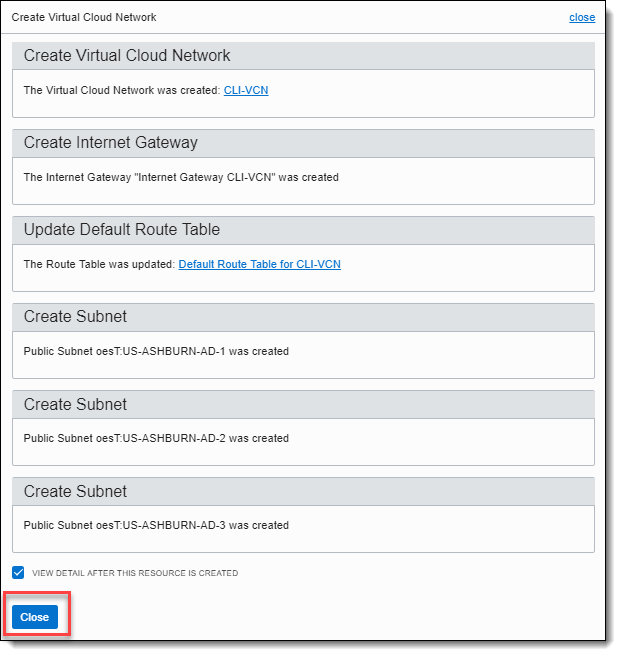 Create Virtual Cloud Network close
Create Virtual Cloud Network
The Virtual Cloud Network was created: CLI-VCN
Create Internet Gateway
The Internet Gateway "Internet Gateway CLI-VCN" was created
Update Default Route Table
The Route Table was updated: Default Route Table for CLI-VCN
Create Subnet
Public Subnet oesT:US-ASHBURN-AD-1 was created
Create Subnet
Public Subnet oesT:US-ASHBURN-AD-2 was created
Create Subnet
Public Subnet oesT:US-ASHBURN-AD-3 was created
VIEW DETAIL AFTER THIS RESOURCE IS CREATED
Close